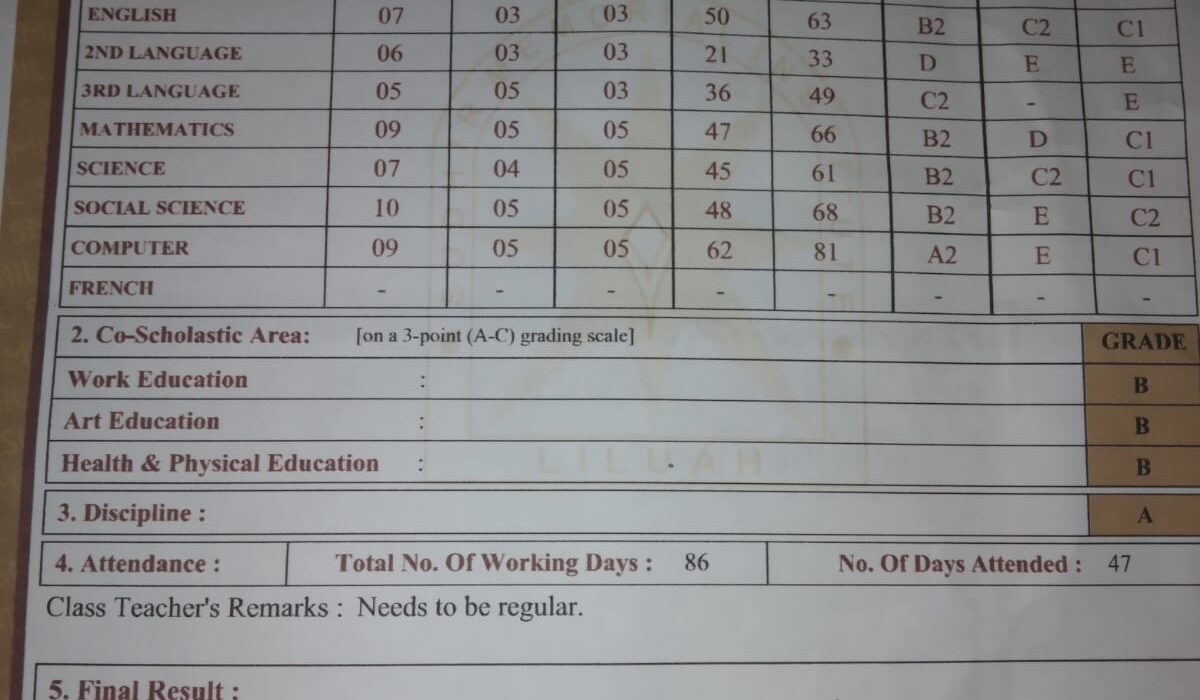 ENGLISH 07 03 03 50 63 B2 C2 C1
2ND LANGUAGE 06 03 03 21 33 D E E
3RD LANGUAGE 05 05 03 36 49 C2 - E
MATHEMATICS 09 05 05 47 66 B2 D C1
SCIENCE 07 04 05 45 61 B2 C2 C1
SOCIAL SCIENCE 10 05 05 48 68 B2 E C2
COMPUTER 09 05 05 62 81 A2 E C1
FRENCH - - - - - - - -
2. Co-Scholastic Area: [on a 3-point (A-C) grading scale] GRADE
Work Education : B
Art Education : B
Health & Physical Education : B
LILUAH
3. Discipline : A
4. Attendance : Total No. Of Working Days : 86 No. Of Days Attended : 47
Class Teacher's Remarks : Needs to be regular.
5. Final Result :